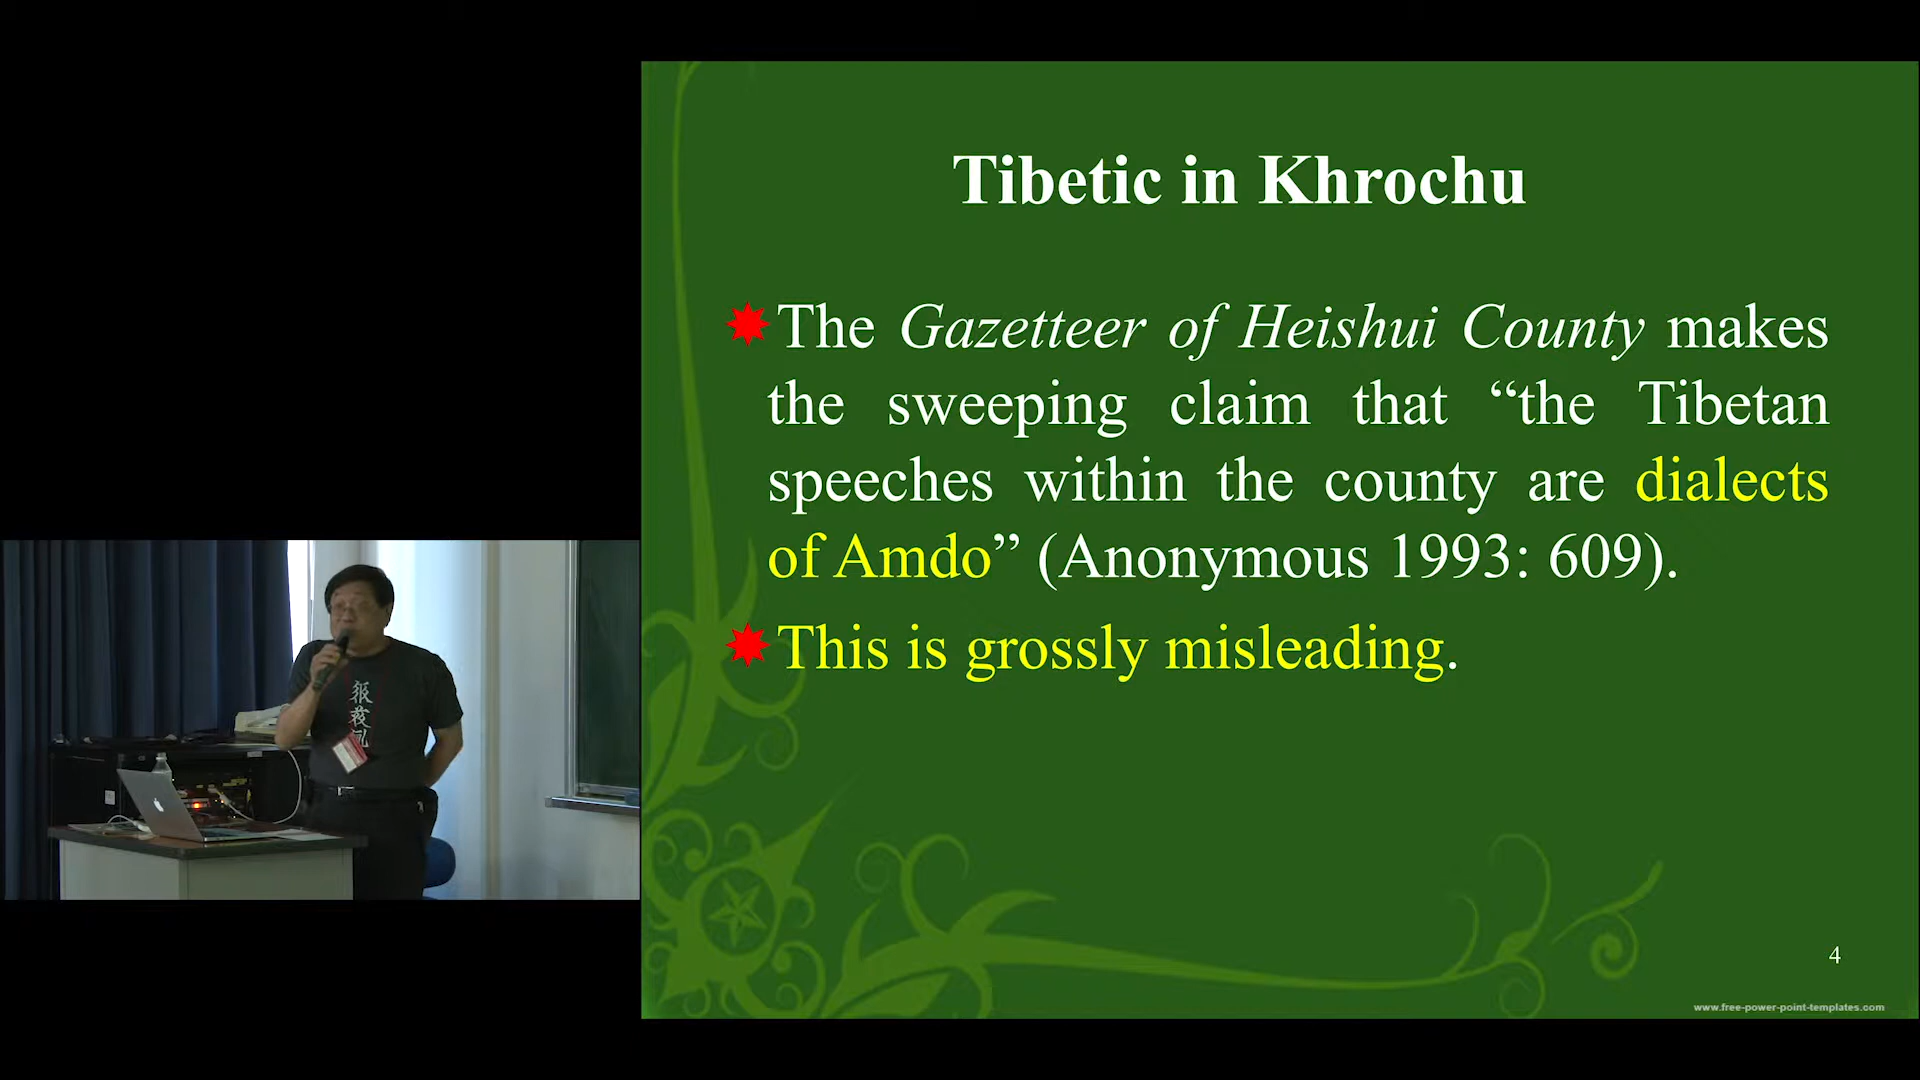 Tibetic in Khrochu
The Gazetteer of Heishui County makes
the sweeping claim that “the Tibetan
speeches within the county are dialects
of Amdo” (Anonymous 1993: 609).
This is grossly misleading.
4
www.free-power-point-templates.com